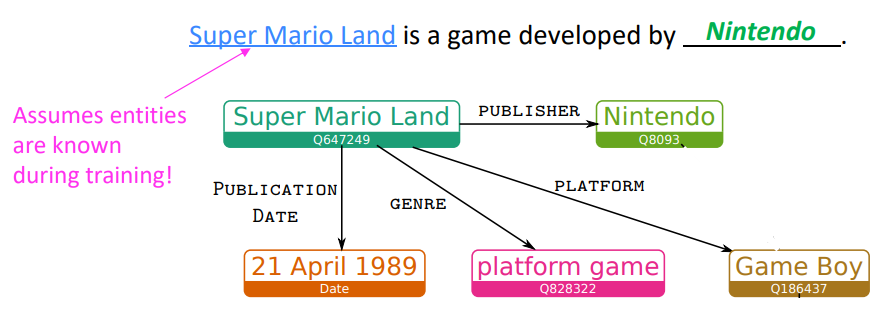 Super Mario Land is a game developed by Nintendo.
Assumes entities
are known
during training!
Super Mario Land
Q647249
PUBLISHER
Nintendo
Q8093
PUBLICATION
DATE
GENRE
PLATFORM
21 April 1989
Date
platform game
Q828322
Game Boy
Q186437